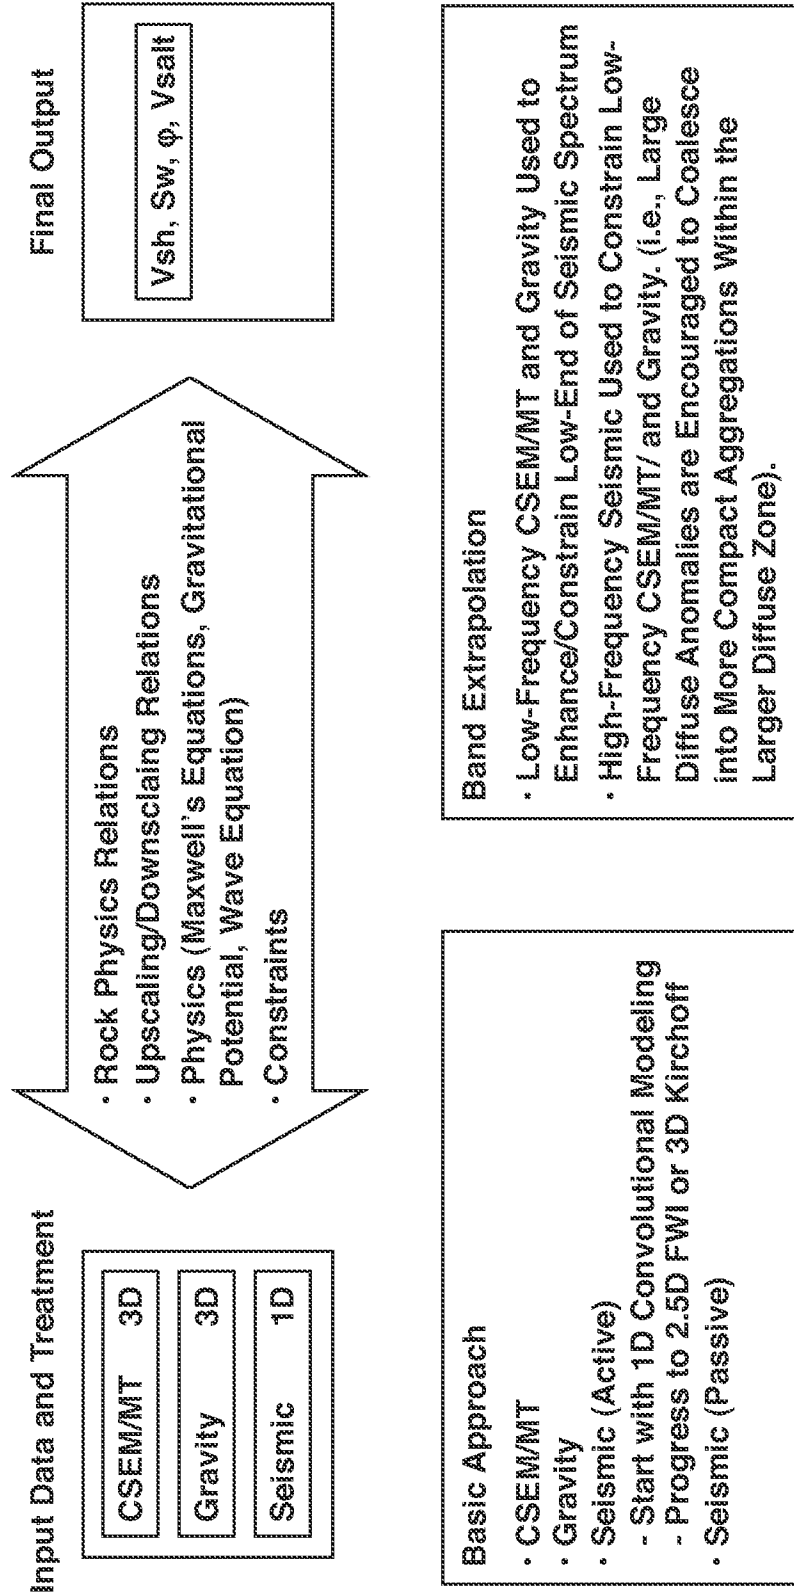 Input Data and Treatment
CSEM/MT 3D
Gravity 3D
Seismic 1D
• Rock Physics Relations
• Upscaling/Downsclaing Relations
• Physics (Maxwell's Equations, Gravitational
Potential, Wave Equation)
• Constraints
Final Output
Vsh, Sw, φ, Vsalt
Basic Approach
• CSEM/MT
• Gravity
• Seismic (Active)
- Start with 1D Convolutional Modeling
- Progress to 2.5D FWI or 3D Kirchoff
• Seismic (Passive)
Band Extrapolation
• Low-Frequency CSEM/MT and Gravity Used to
Enhance/Constrain Low-End of Seismic Spectrum
• High-Frequency Seismic Used to Constrain Low-
Frequency CSEM/MT/ and Gravity. (i.e., Large
Diffuse Anomalies are Encouraged to Coalesce
into More Compact Aggregations Within the
Larger Diffuse Zone).